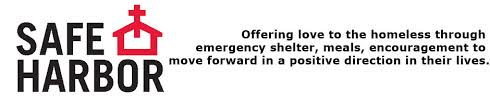 SAFE
HARBOR
Offering love to the homeless through
emergency shelter, meals, encouragement to
move forward in a positive direction in their lives.